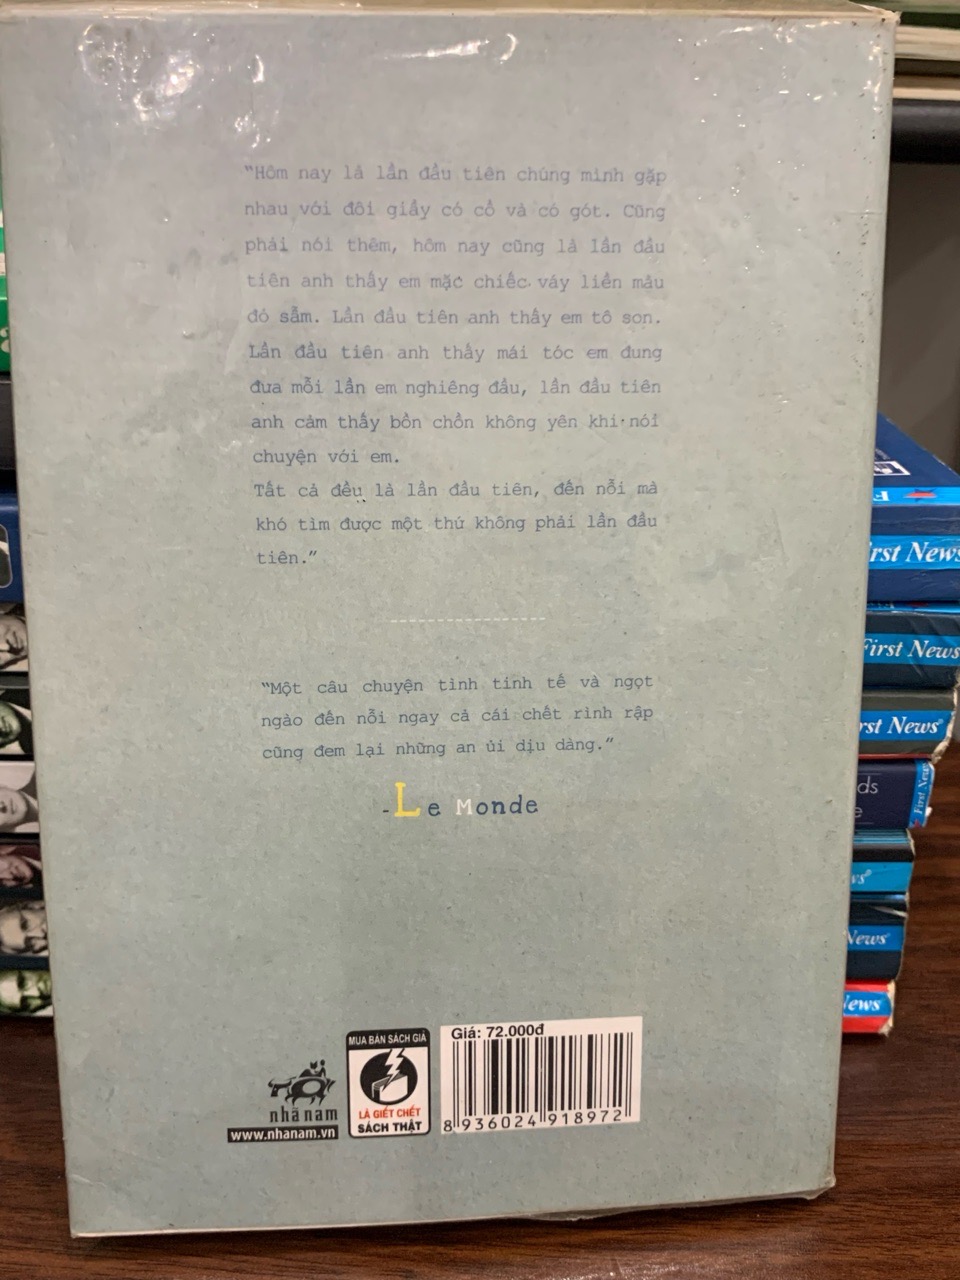 “Hôm nay là lần đầu tiên chúng mình gặp
nhau với đôi giầy có cổ và có gót. Cũng
phải nói thêm, hôm nay cũng là lần đầu
tiên anh thấy em mặc chiếc váy liền màu
đỏ sẫm. Lần đầu tiên anh thấy em tô son.
Lần đầu tiên anh thấy mái tóc em đung
đưa mỗi lần em nghiêng đầu, lần đầu tiên
anh cảm thấy bồn chồn không yên khi nói
chuyện với em.
Tất cả đều là lần đầu tiên, đến nỗi mà
khó tìm được một thứ không phải lần đầu
tiên.”
“Một câu chuyện tình tinh tế và ngọt
ngào đến nỗi ngay cả cái chết rình rập
cũng đem lại những an ủi dịu dàng.”
- Le Monde
nhã nam
www.nhanam.vn
MUA BÁN SÁCH GIẢ
LÀ GIẾT CHẾT
SÁCH THẬT
Giá: 72.000đ
8 936024 918972
First News
First News
First News
First News
News
News